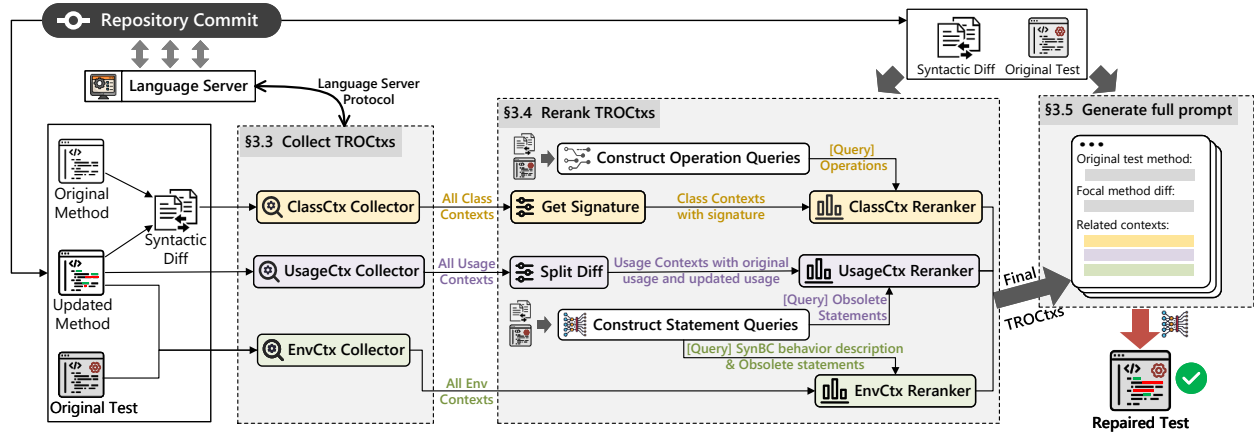 Repository Commit
Language Server
Language Server
Protocol
Syntactic Diff
Original Test
Original
Method
Syntactic
Diff
Updated
Method
Original Test
§3.3 Collect TROCtxs
ClassCtx Collector
UsageCtx Collector
EnvCtx Collector
All Class
Contexts
All Usage
Contexts
All Env
Contexts
§3.4 Rerank TROCtxs
Construct Operation Queries
[Query]
Operations
Get Signature
Class Contexts
with signature
ClassCtx Reranker
Split Diff
Usage Contexts with original
usage and updated usage
UsageCtx Reranker
[Query] Obsolete
Statements
Construct Statement Queries
[Query] SynBC behavior description
& Obsolete statements
EnvCtx Reranker
Final
TROCtxs
§3.5 Generate full prompt
Original test method:
Focal method diff:
Related contexts:
Repaired Test